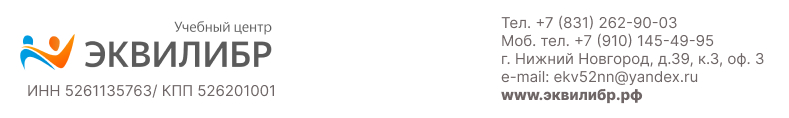 Учебный центр
ЭКВИЛИБР
ИНН 5261135763/ КПП 526201001
Тел. +7 (831) 262-90-03
Моб. тел. +7 (910) 145-49-95
г. Нижний Новгород, д.39, к.3, оф. 3
e-mail: ekv52nn@yandex.ru
www.эквилибр.рф